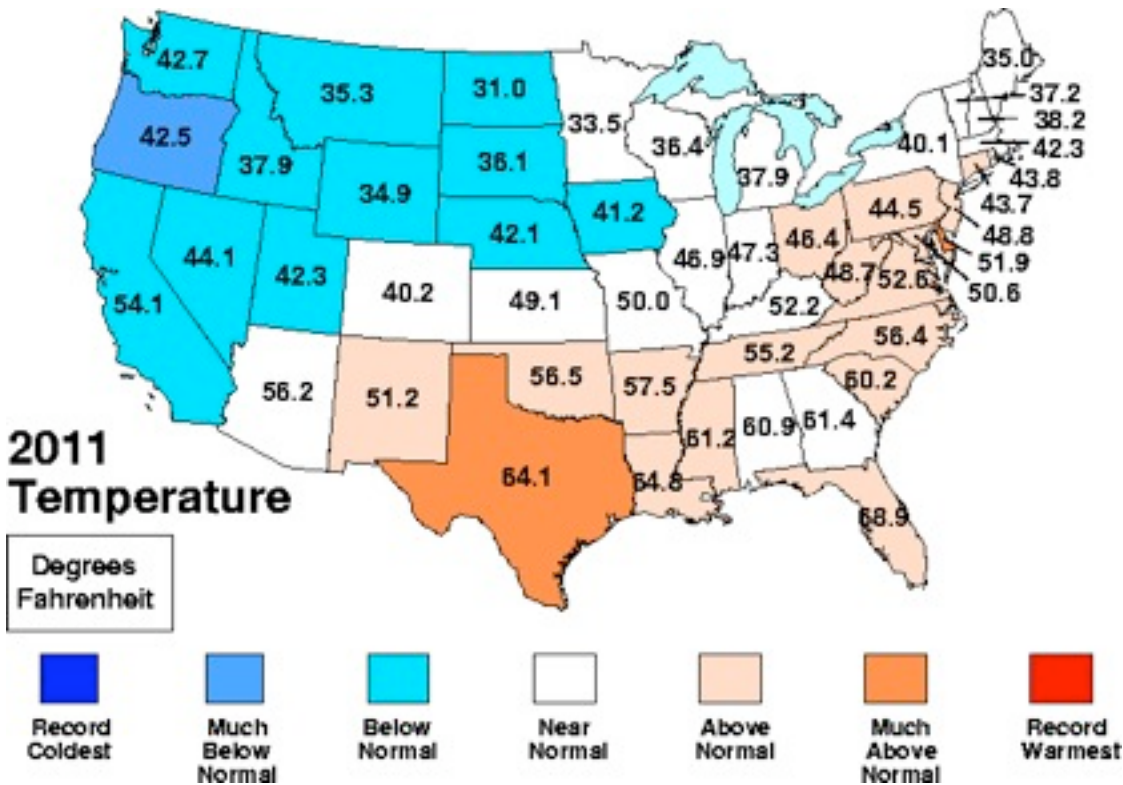 42.7
35.3
31.0
33.5
35.0
37.2
38.2
42.3
43.8
43.7
48.8
51.9
50.6
42.5
37.9
34.9
36.1
36.4
37.9
40.1
41.2
42.1
44.1
42.3
54.1
40.2
49.1
50.0
46.9
47.3
46.4
44.5
48.7
52.6
52.2
56.2
51.2
56.5
57.5
55.2
56.4
60.2
61.2
60.9
61.4
64.1
64.8
68.9
2011
Temperature
Degrees
Fahrenheit
Record
Coldest
Much
Below
Normal
Below
Normal
Near
Normal
Above
Normal
Much
Above
Normal
Record
Warmest